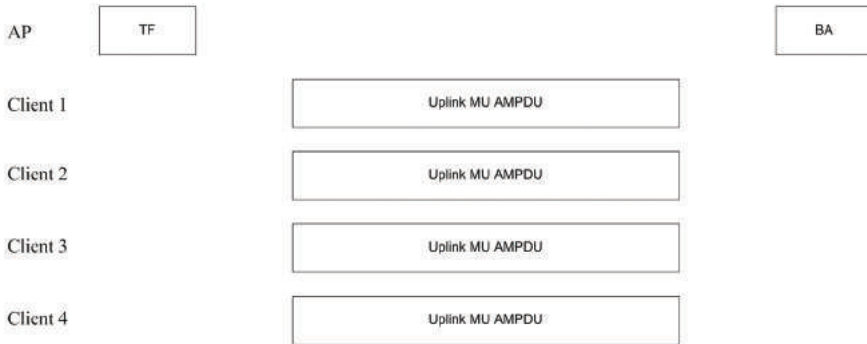 AP TF BA
Client 1 Uplink MU AMPDU
Client 2 Uplink MU AMPDU
Client 3 Uplink MU AMPDU
Client 4 Uplink MU AMPDU